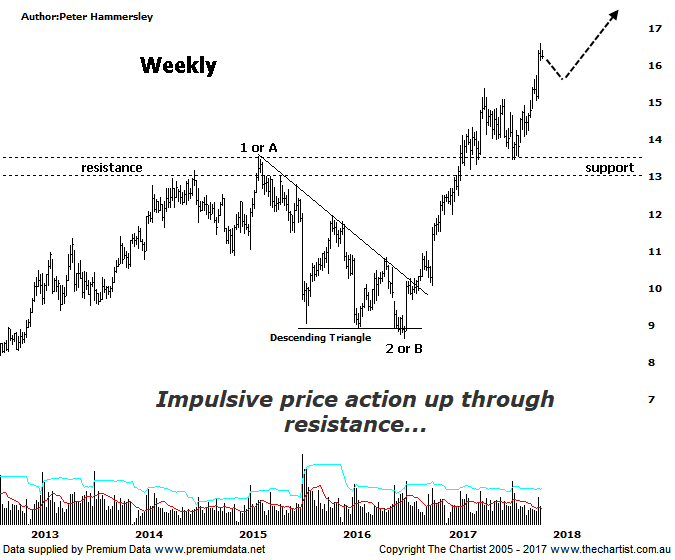 Author:Peter Hammersley
17
Weekly
16
15
1 or A
14
resistance
support
13
12
11
10
9
Descending Triangle
2 or B
8
Impulsive price action up through
resistance...
7
2013 2014 2015 2016 2017 2018
Data supplied by Premium Data www.premiumdata.net
Copyright The Chartist 2005 - 2017 www.thechartist.com.au